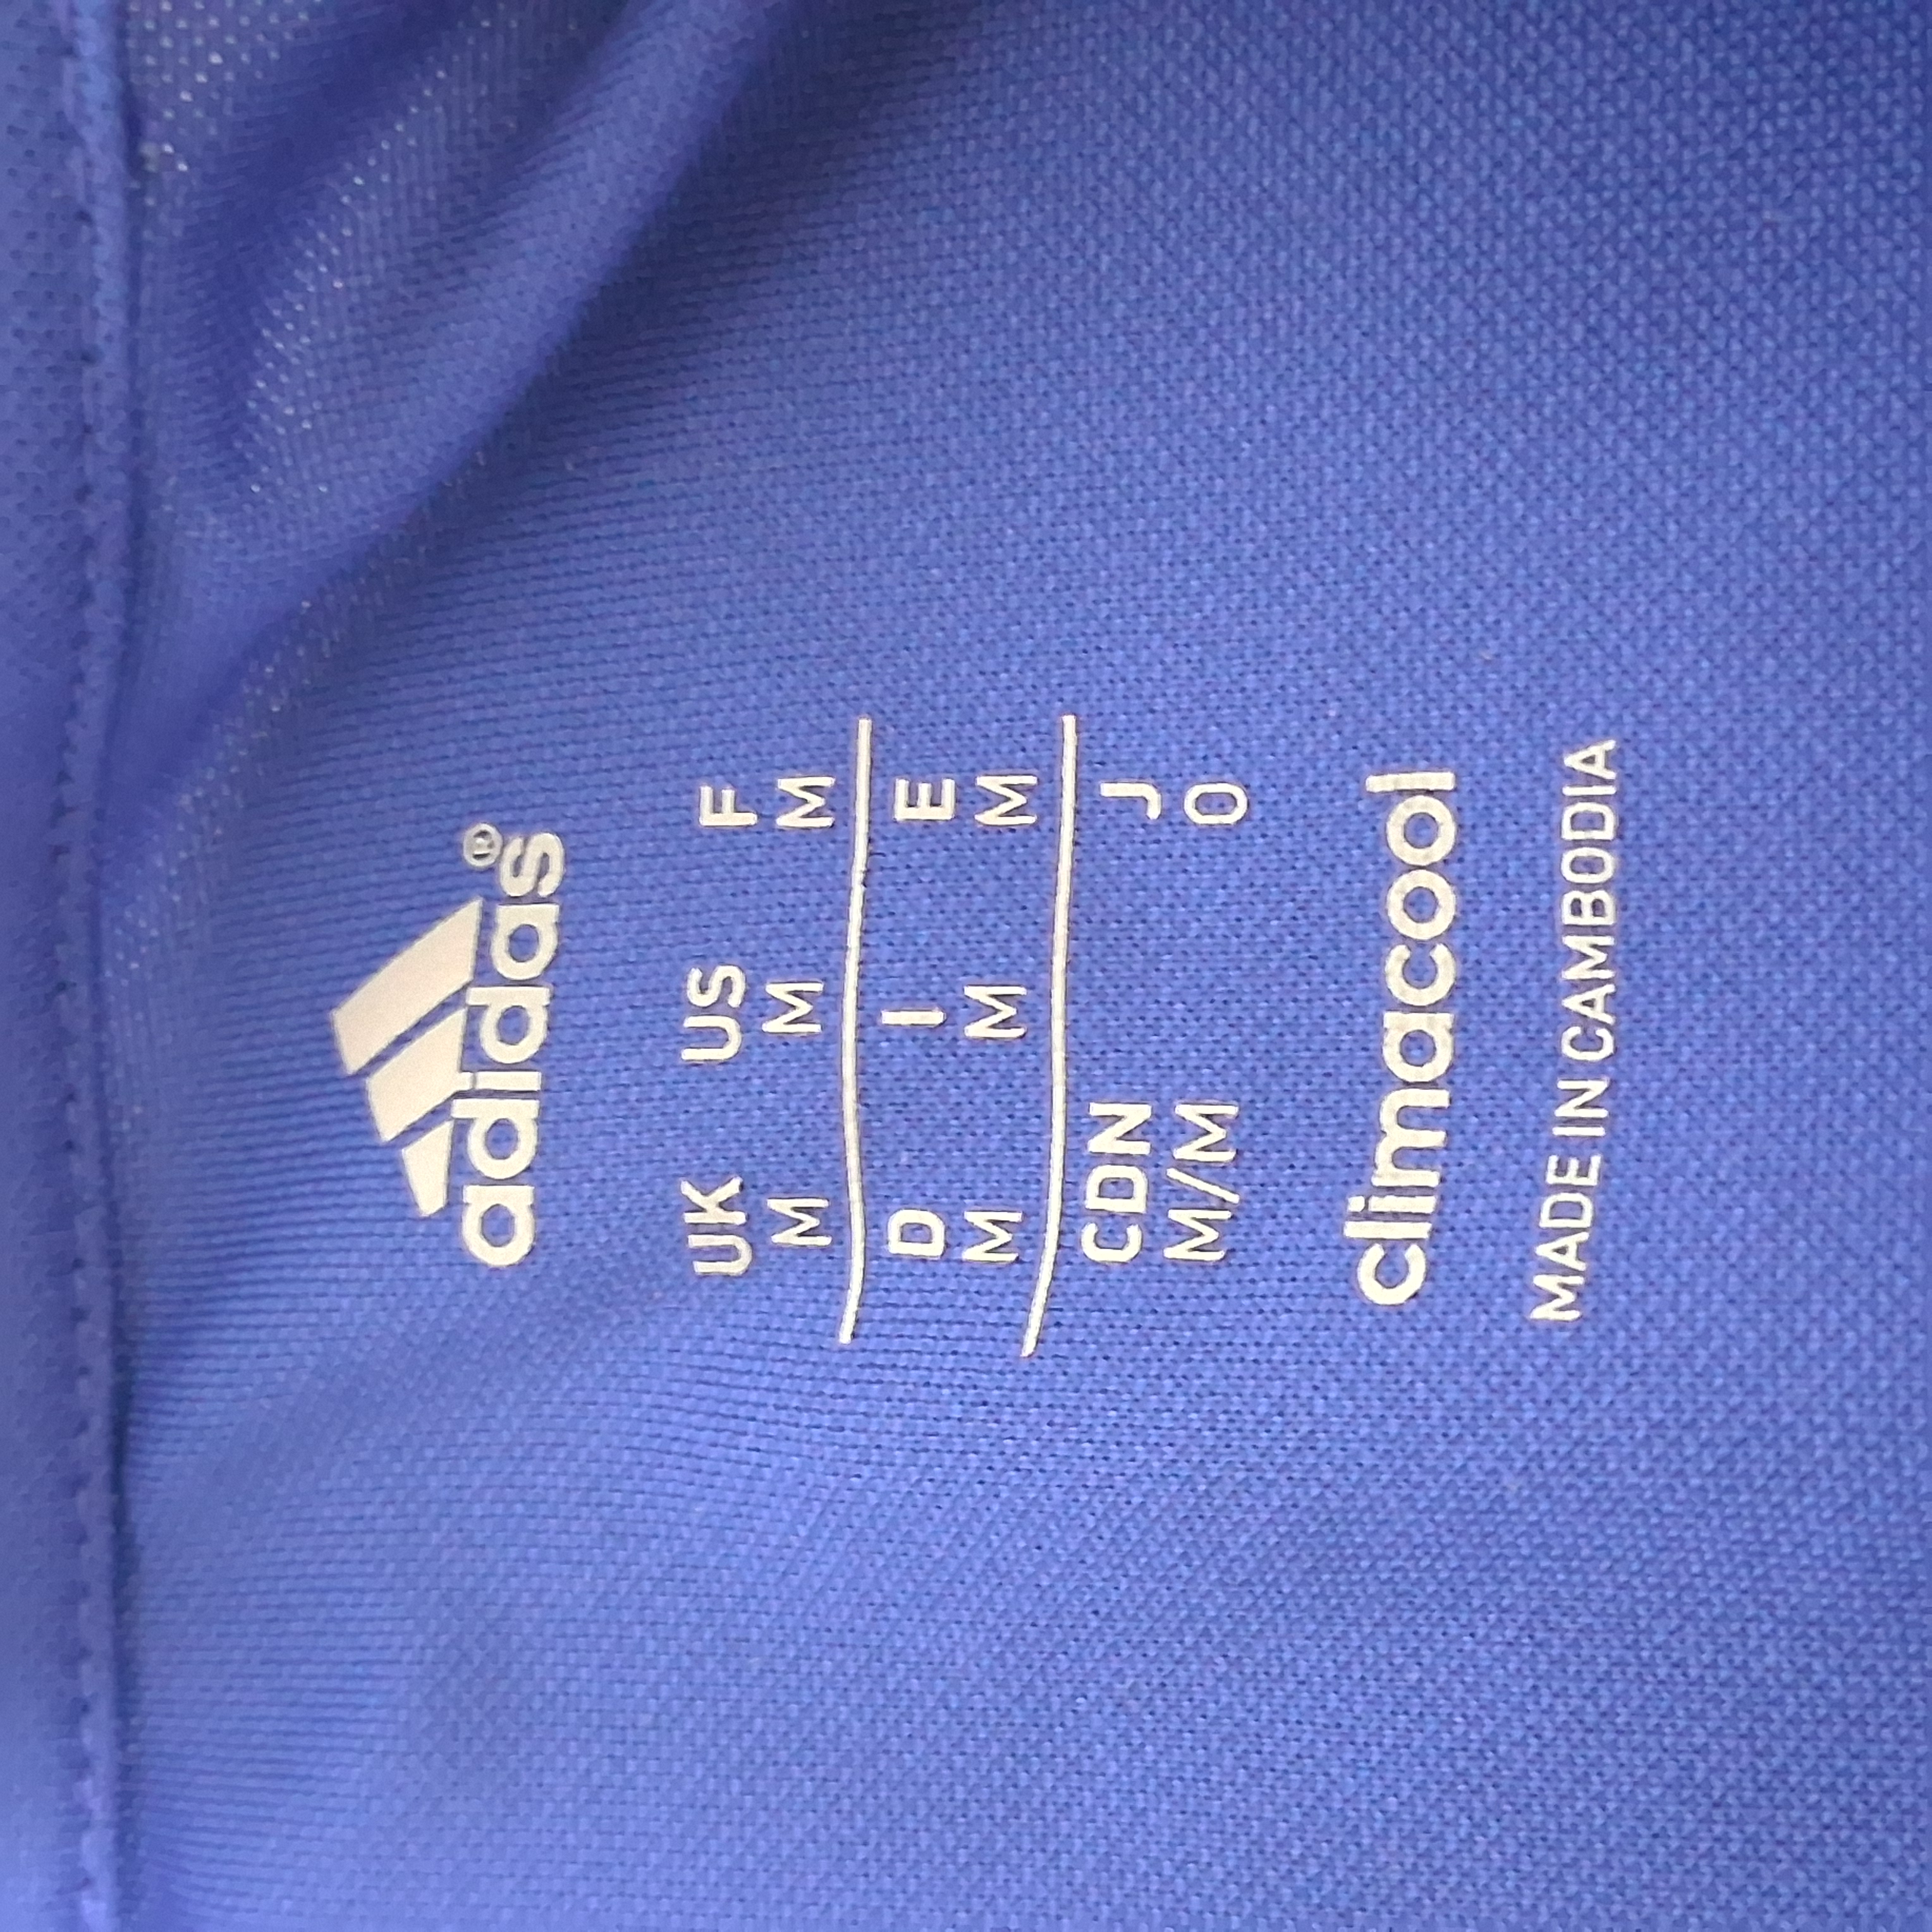 adidas®
UK US F
M M M
D I E
M M M
CDN J
M/M O
climacool
MADE IN CAMBODIA